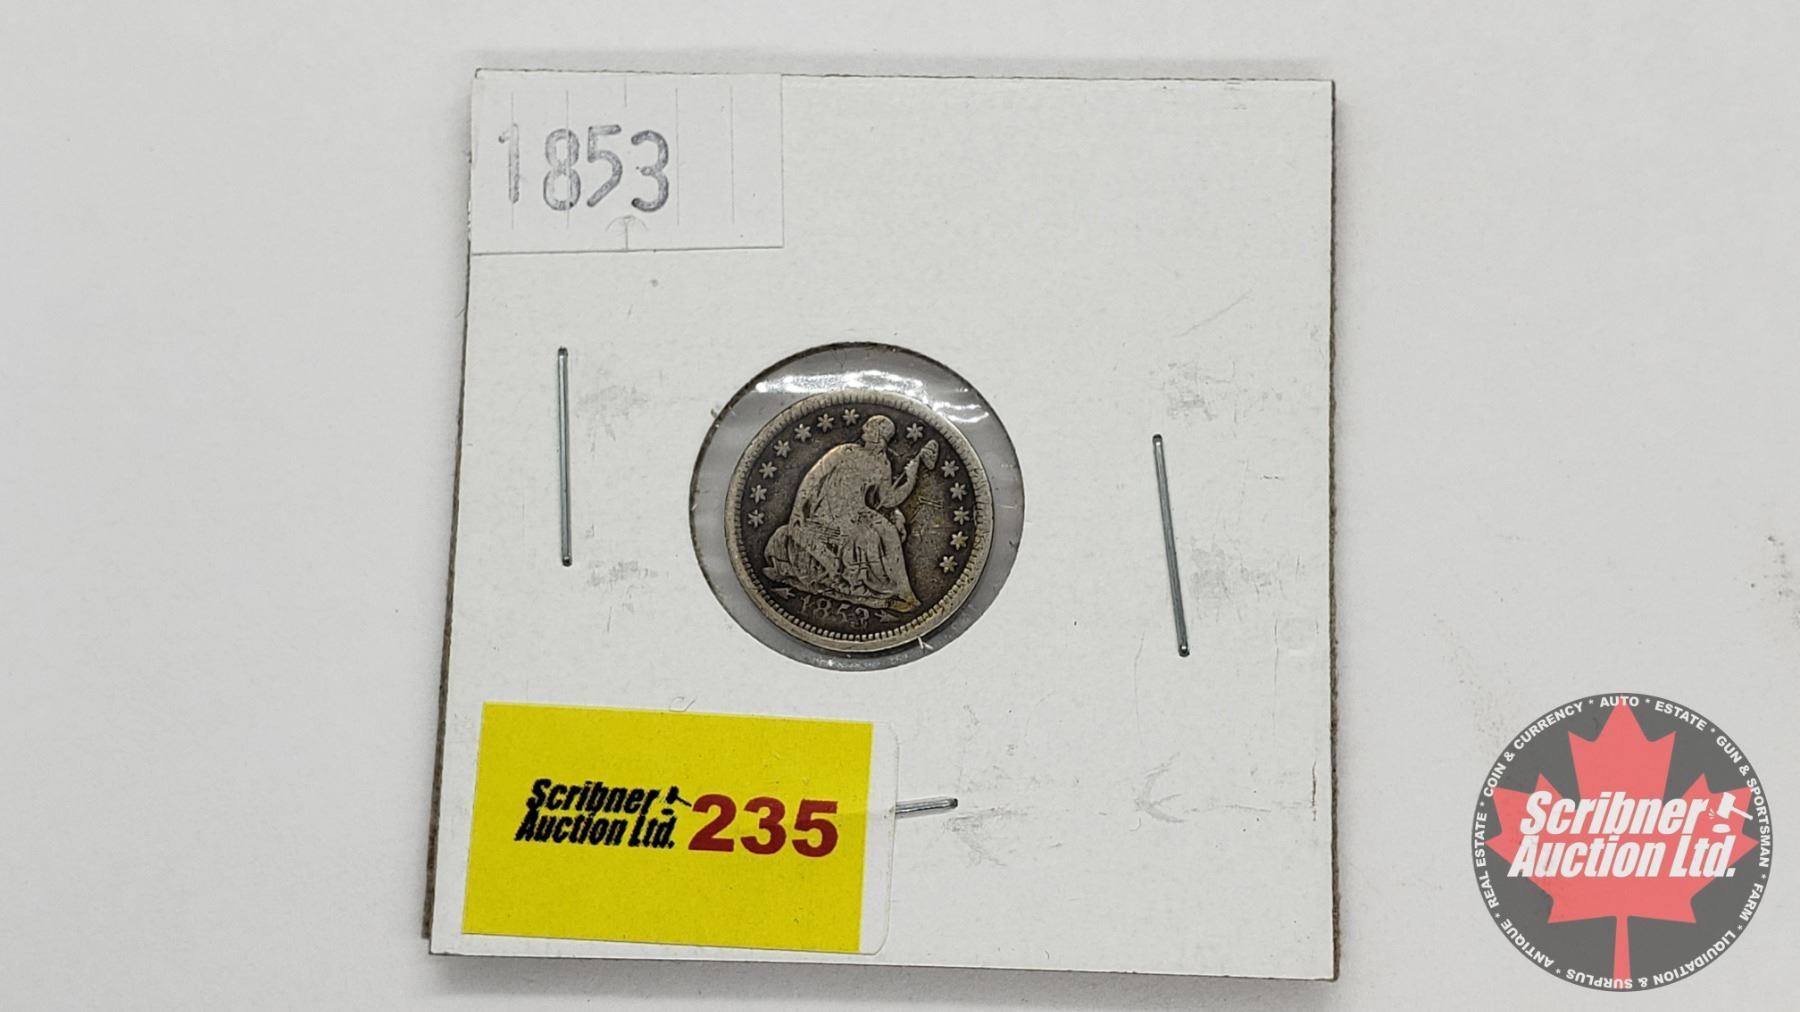 1853
1853
Scribner
Auction Ltd.
235
* COIN & CURRENCY * AUTO * ESTATE * GUN & SPORTSMAN * FARM * LIQUIDATION & SURPLUS * ANTIQUE * REAL ESTATE
Scribner
Auction Ltd.